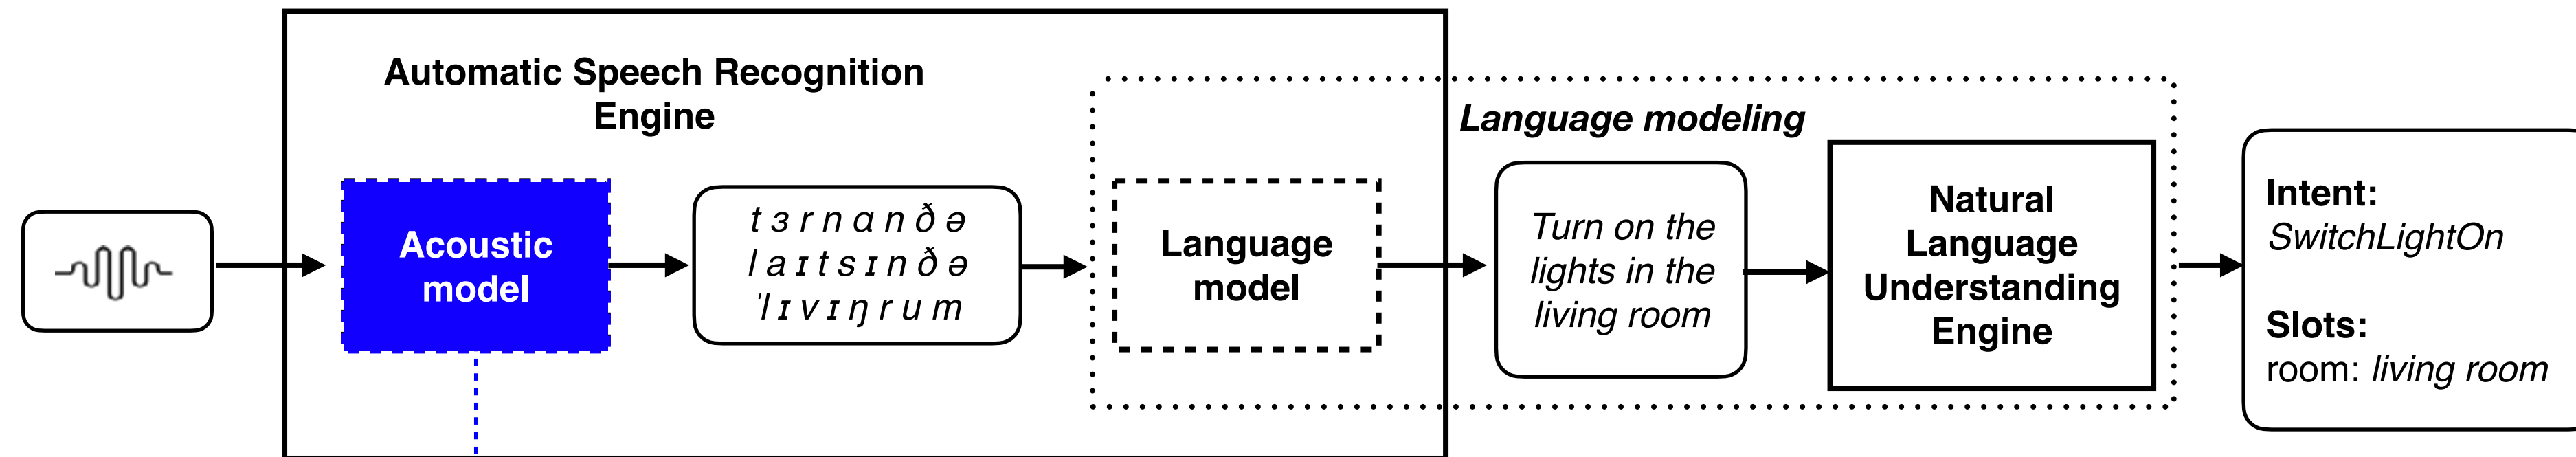 Automatic Speech Recognition
Engine
Language modeling
Acoustic
model
t ɜ r n ɑ n ð ə
l a ɪ t s ɪ n ð ə
ˈl ɪ v ɪ ŋ r u m
Language
model
Turn on the
lights in the
living room
Natural
Language
Understanding
Engine
Intent:
SwitchLightOn
Slots:
room: living room